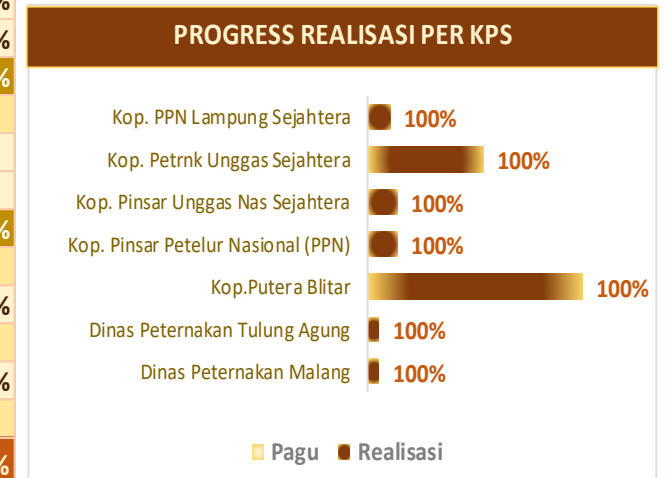 %
%
%
%
%
%
%
PROGRESS REALISASI PER KPS
Kop. PPN Lampung Sejahtera 100%
Kop. Petrnk Unggas Sejahtera 100%
Kop. Pinsar Unggas Nas Sejahtera 100%
Kop. Pinsar Petelur Nasional (PPN) 100%
Kop.Putera Blitar 100%
Dinas Peternakan Tulung Agung 100%
Dinas Peternakan Malang 100%
Pagu Realisasi